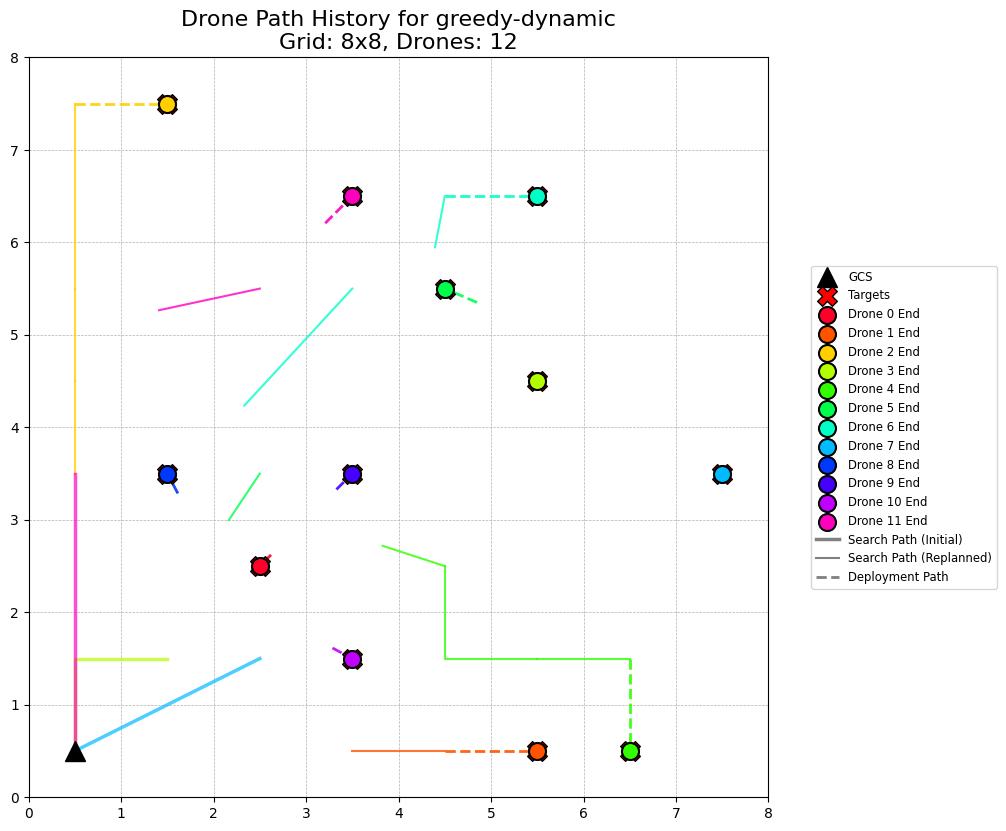 Drone Path History for greedy-dynamic
Grid: 8x8, Drones: 12
8
7
6
5
4
3
2
1
0
0 1 2 3 4 5 6 7 8
GCS
Targets
Drone 0 End
Drone 1 End
Drone 2 End
Drone 3 End
Drone 4 End
Drone 5 End
Drone 6 End
Drone 7 End
Drone 8 End
Drone 9 End
Drone 10 End
Drone 11 End
Search Path (Initial)
Search Path (Replanned)
Deployment Path